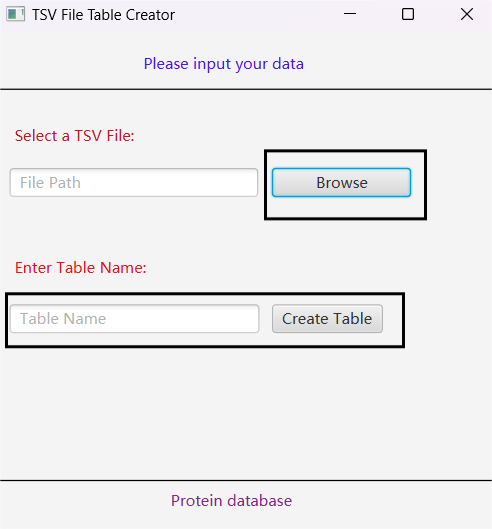 TSV File Table Creator
Please input your data
Select a TSV File:
File Path
Browse
Enter Table Name:
Table Name
Create Table
Protein database